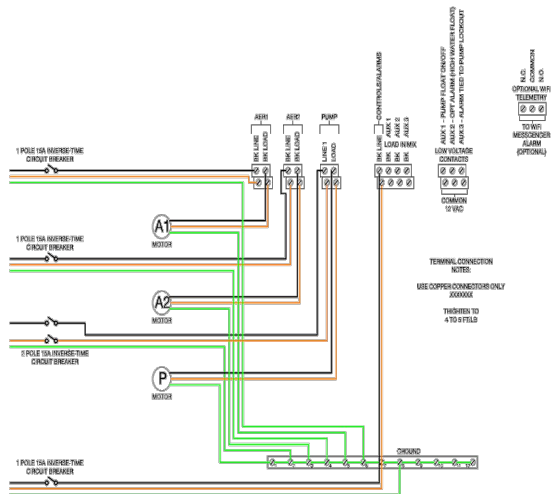 N.C.
COMMON
N.O.
OPTIONAL WIFI
TELEMETRY
TO WIFI
MESSCENGER
ALARM
(OPTIONAL)
AUX 1 - PUMP FLOAT ON/OFF
AUX 2 - OPT ALARM (HIGH WATER FLOAT)
AUX 3 - ALARM TIED TO PUMP LOCKOUT
LOW VOLTAGE
CONTACTS
COMMON
12 VAC
CONTROLS/ALARMS
BK LINE
BK
BK
BK
AUX 1
AUX 2
AUX 3
LOAD IN MIX
AER1
BK LINE
BK LOAD
AER2
BK LINE
BK LOAD
PUMP
LINE 1
LOAD
1 POLE 15A INVERSE-TIME
CIRCUIT BREAKER
A1
MOTOR
1 POLE 15A INVERSE-TIME
CIRCUIT BREAKER
A2
MOTOR
2 POLE 15A INVERSE-TIME
CIRCUIT BREAKER
P
MOTOR
TERMINAL CONNECTION
NOTES:
USE COPPER CONNECTORS ONLY
XXXXXXX
THIGHTEN TO
4 TO 5 FT/LB
GROUND
1 POLE 15A INVERSE-TIME
CIRCUIT BREAKER